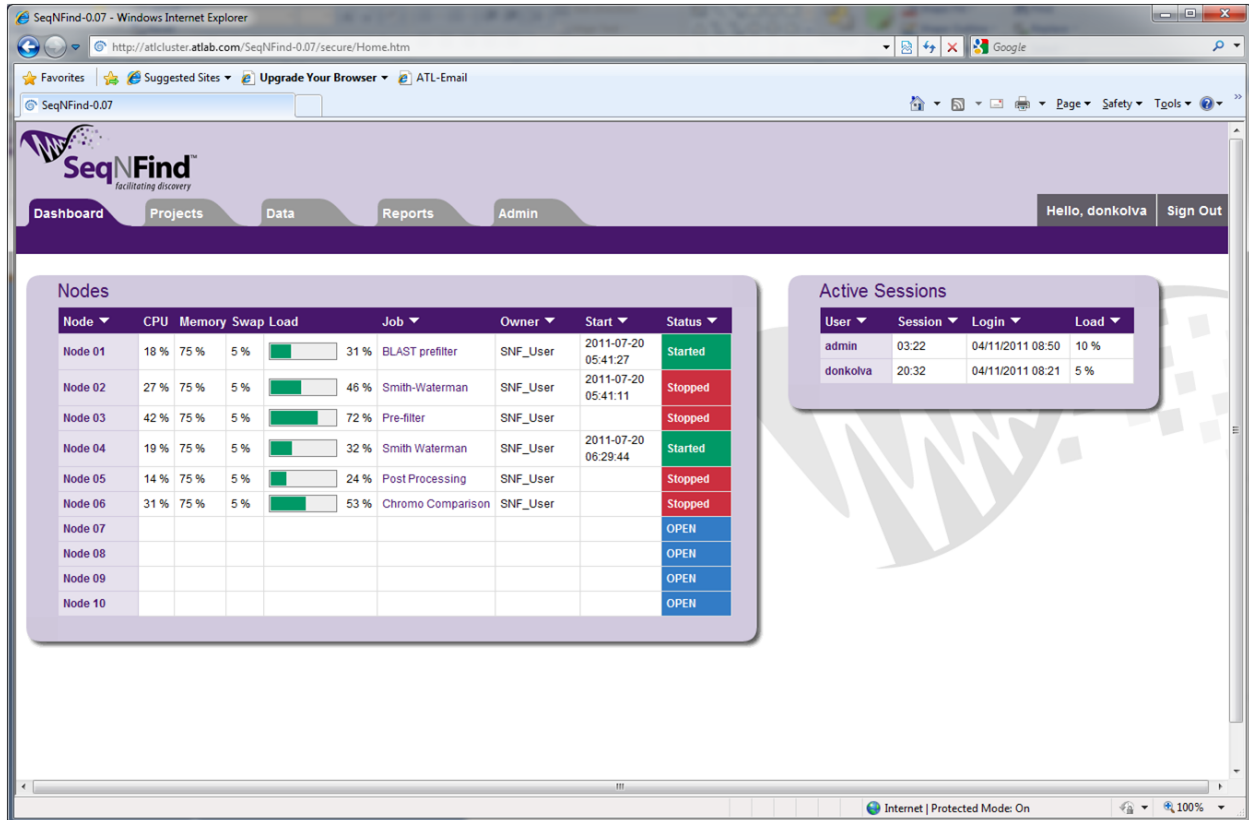 SeqNFind-0.07 - Windows Internet Explorer
http://atlcluster.atlab.com/SeqNFind-0.07/secure/Home.htm
Google
Favorites Suggested Sites Upgrade Your Browser ATL-Email
SeqNFind-0.07 Page Safety Tools
SeqNFind™
facilitating discovery
Dashboard Projects Data Reports Admin Hello, donkolva Sign Out
Nodes
Node CPU Memory Swap Load Job Owner Start Status
Node 01 18 % 75 % 5 % 31 % BLAST prefilter SNF_User 2011-07-20 05:41:27 Started
Node 02 27 % 75 % 5 % 46 % Smith-Waterman SNF_User 2011-07-20 05:41:11 Stopped
Node 03 42 % 75 % 5 % 72 % Pre-filter SNF_User Stopped
Node 04 19 % 75 % 5 % 32 % Smith Waterman SNF_User 2011-07-20 06:29:44 Started
Node 05 14 % 75 % 5 % 24 % Post Processing SNF_User Stopped
Node 06 31 % 75 % 5 % 53 % Chromo Comparison SNF_User Stopped
Node 07 OPEN
Node 08 OPEN
Node 09 OPEN
Node 10 OPEN
Active Sessions
User Session Login Load
admin 03:22 04/11/2011 08:50 10 %
donkolva 20:32 04/11/2011 08:21 5 %
Internet | Protected Mode: On 100%